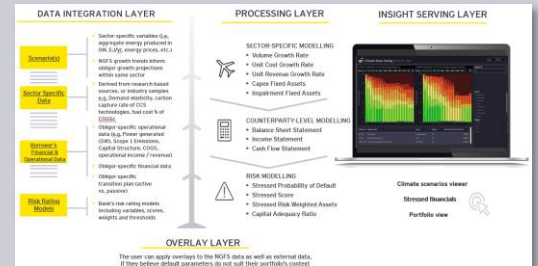 DATA INTEGRATION LAYER
Scenario(s)
Sector Specific
Data
Borrower's
Financial &
Operational Data
Risk Rating
Models
Sector-specific variables (i.e,
aggregate energy produced in
energy prices, etc.)
NGFS growth trends inform
obligor growth projections
within same sector
Derived from research-based
sources, or industry samples
e.g. Demand elasticity, carbon
capture rate of CCS
technologies, fuel cost % of
COGS
Obligor-specific operational
data (e.g. Power generated
(GW), Scope 1 Emissions,
Capital Structure, COGS,
operational income / revenue)
Obligor-specific financial data
Obligor-specific
transition plan (active
vs. passive)
Bank's risk rating models
including variables, scores,
weights and thresholds
PROCESSING LAYER
SECTOR-SPECIFIC MODELLING
Volume Growth Rate
Unit Cost Growth Rate
Unit Revenue Growth Rate
Capex Fixed Assets
Impairment Fixed Assets
COUNTERPARTY-LEVEL MODELLING
Balance Sheet Statement
Income Statement
Cash Flow Statement
RISK MODELLING
Stressed Probability of Default
Stressed Score
Stressed Risk Weighted Assets
Capital Adequacy Ratio
INSIGHT SERVING LAYER
Climate scenarios viewer
Stressed financials
Portfolio view
OVERLAY LAYER
The user can apply overlays to the NGFS data as well as external data,
if they believe default parameters do not suit their portfolio's context